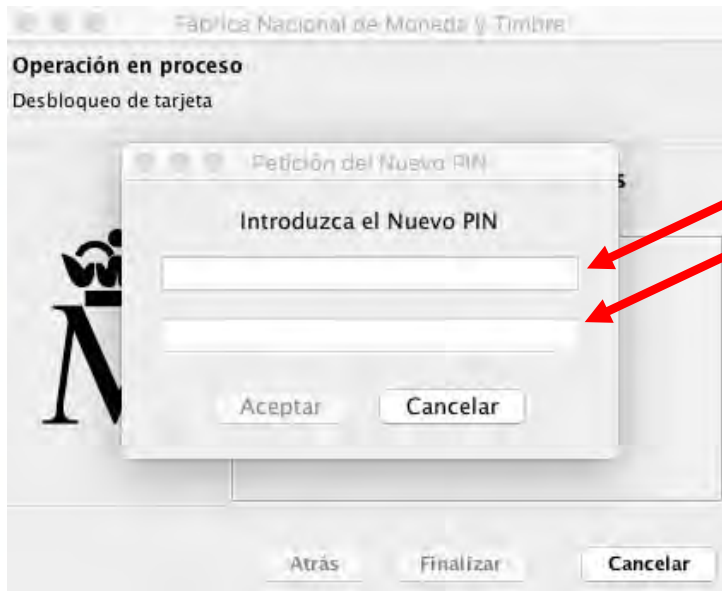 Fábrica Nacional de Moneda y Timbre
Operación en proceso
Desbloqueo de tarjeta
Petición del Nuevo PIN
s
Introduzca el Nuevo PIN
Aceptar
Cancelar
Atrás
Finalizar
Cancelar